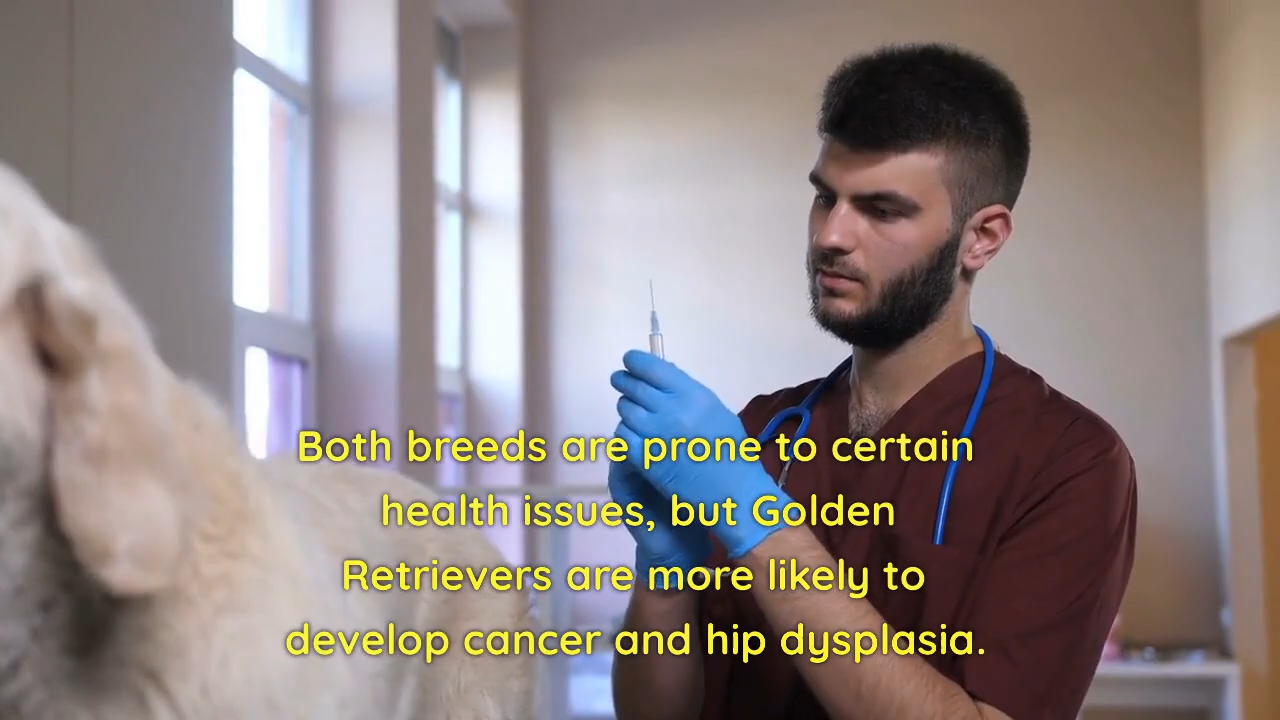 Both breeds are prone to certain
health issues, but Golden
Retrievers are more likely to
develop cancer and hip dysplasia.